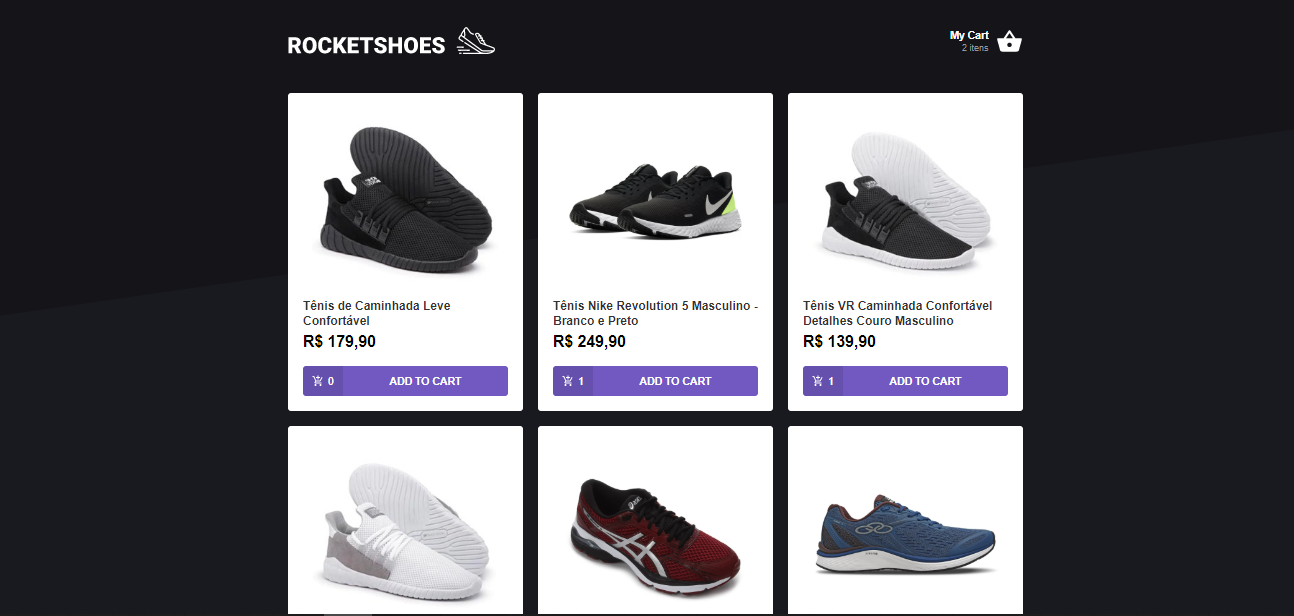 ROCKETSHOES
My Cart
2 itens
Tênis de Caminhada Leve
Confortável
R$ 179,90
0 ADD TO CART
Tênis Nike Revolution 5 Masculino -
Branco e Preto
R$ 249,90
1 ADD TO CART
Tênis VR Caminhada Confortável
Detalhes Couro Masculino
R$ 139,90
1 ADD TO CART